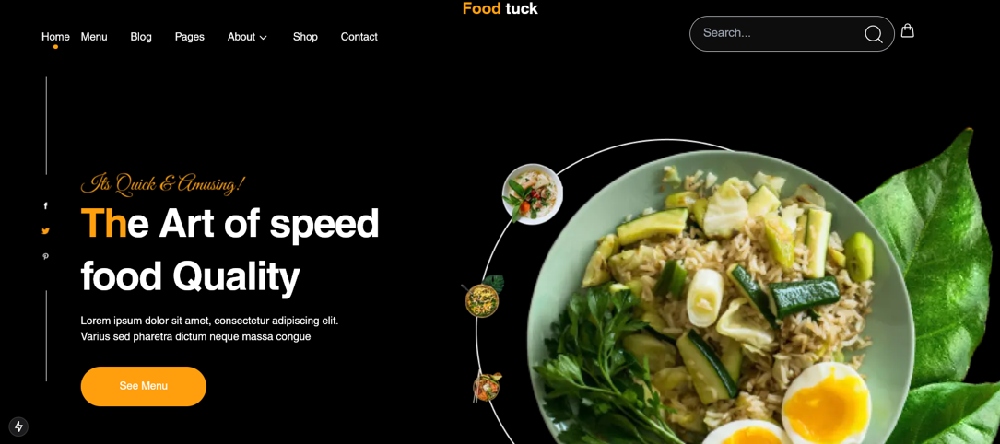 Food tuck
Home Menu Blog Pages About Shop Contact
Search...
Its Quick & Amusing!
The Art of speed
food Quality
Lorem ipsum dolor sit amet, consectetur adipiscing elit.
Varius sed pharetra dictum neque massa congue
See Menu